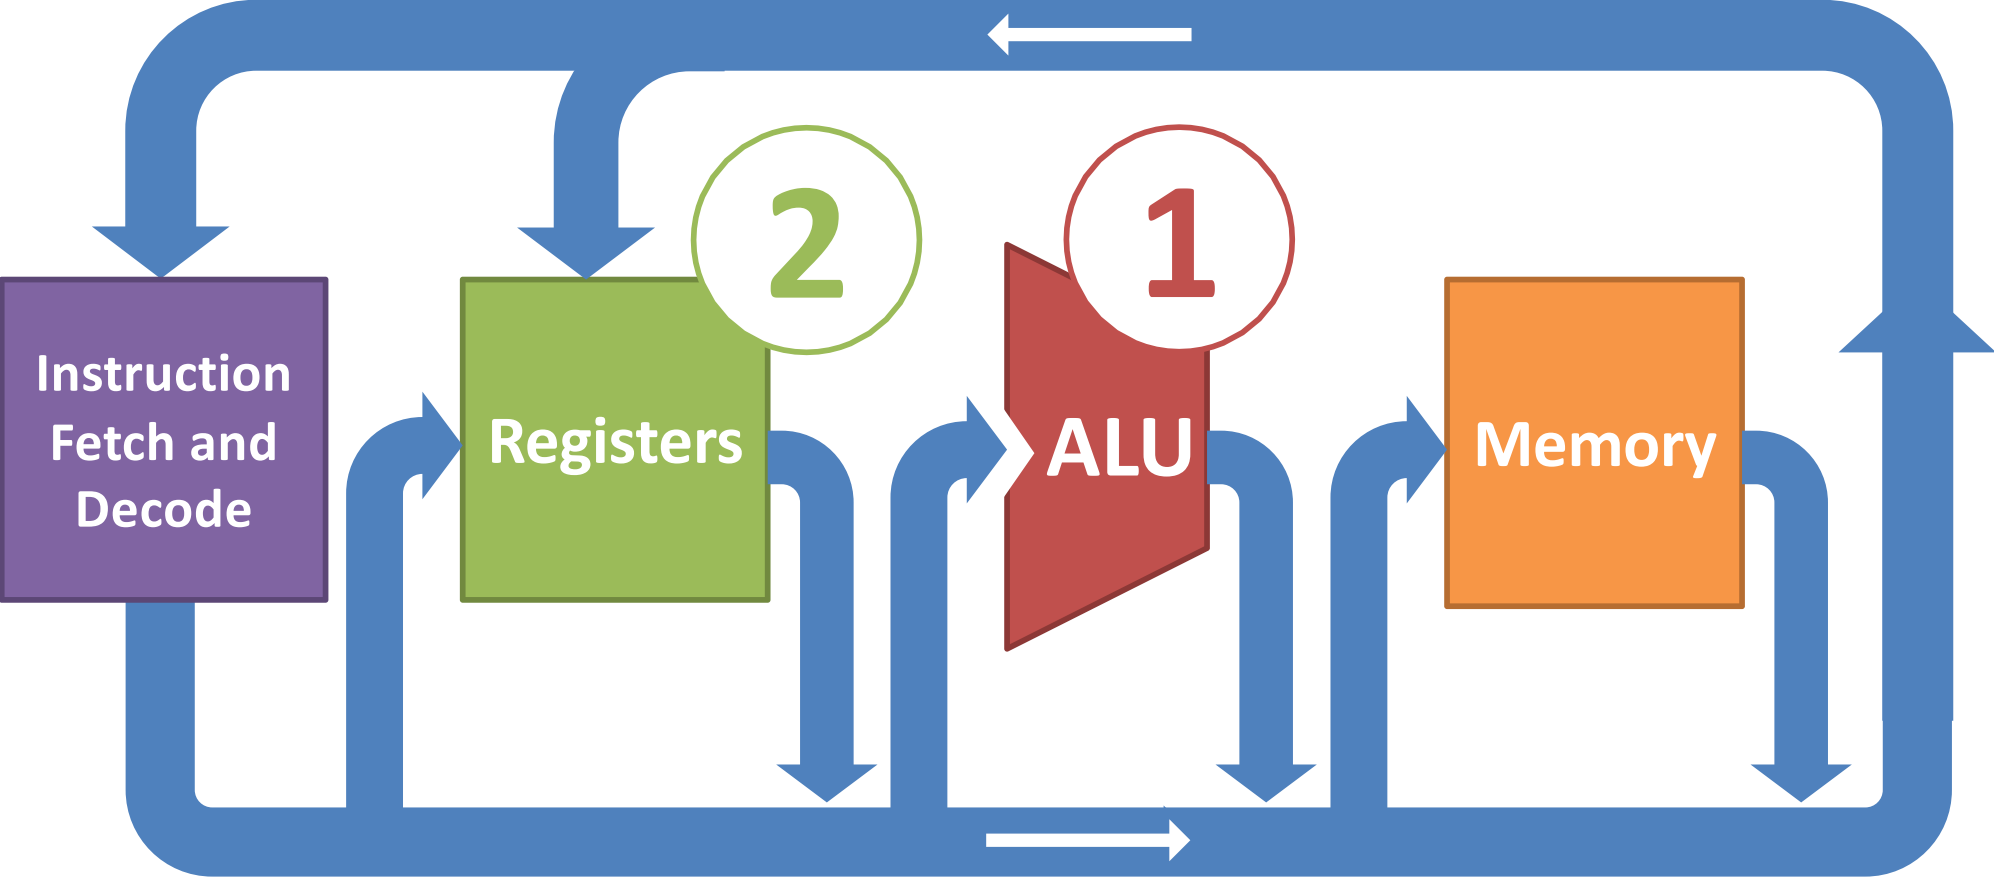 2
1
Instruction
Fetch and
Decode
Registers
ALU
Memory